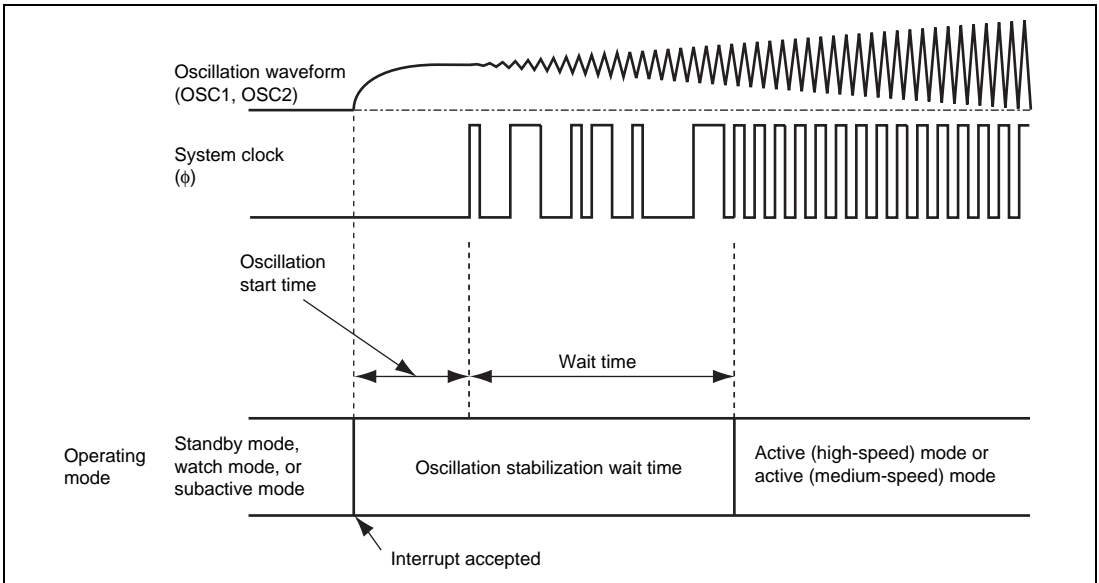 Oscillation waveform
(OSC1, OSC2)
System clock
(ϕ)
Oscillation
start time
Wait time
Operating
mode
Standby mode,
watch mode, or
subactive mode
Oscillation stabilization wait time
Active (high-speed) mode or
active (medium-speed) mode
Interrupt accepted